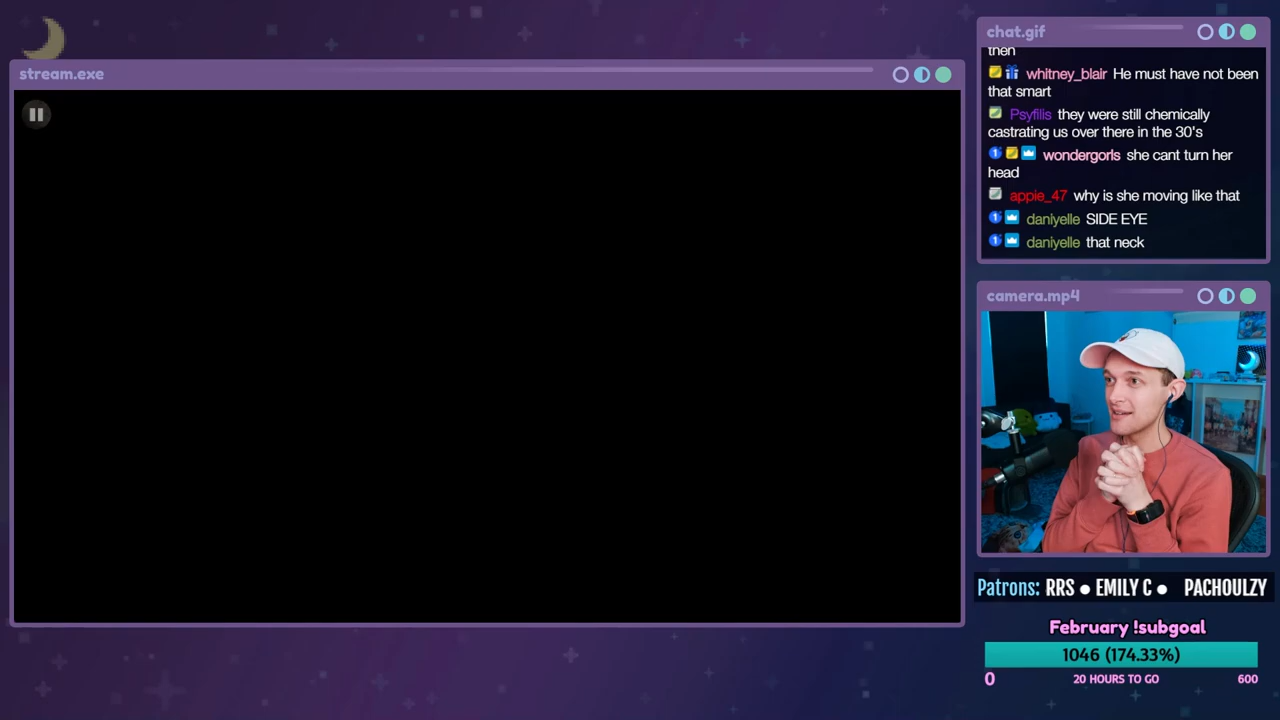 stream.exe
chat.gif
then
whitney_blair He must have not been
that smart
Psyfilis they were still chemically
castrating us over there in the 30's
wondergorls she cant turn her
head
appie_47 why is she moving like that
daniyelle SIDE EYE
daniyelle that neck
camera.mp4
Patrons: RRS ● EMILY C ● PACHOULZY
February !subgoal
1046 (174.33%)
0 20 HOURS TO GO 600